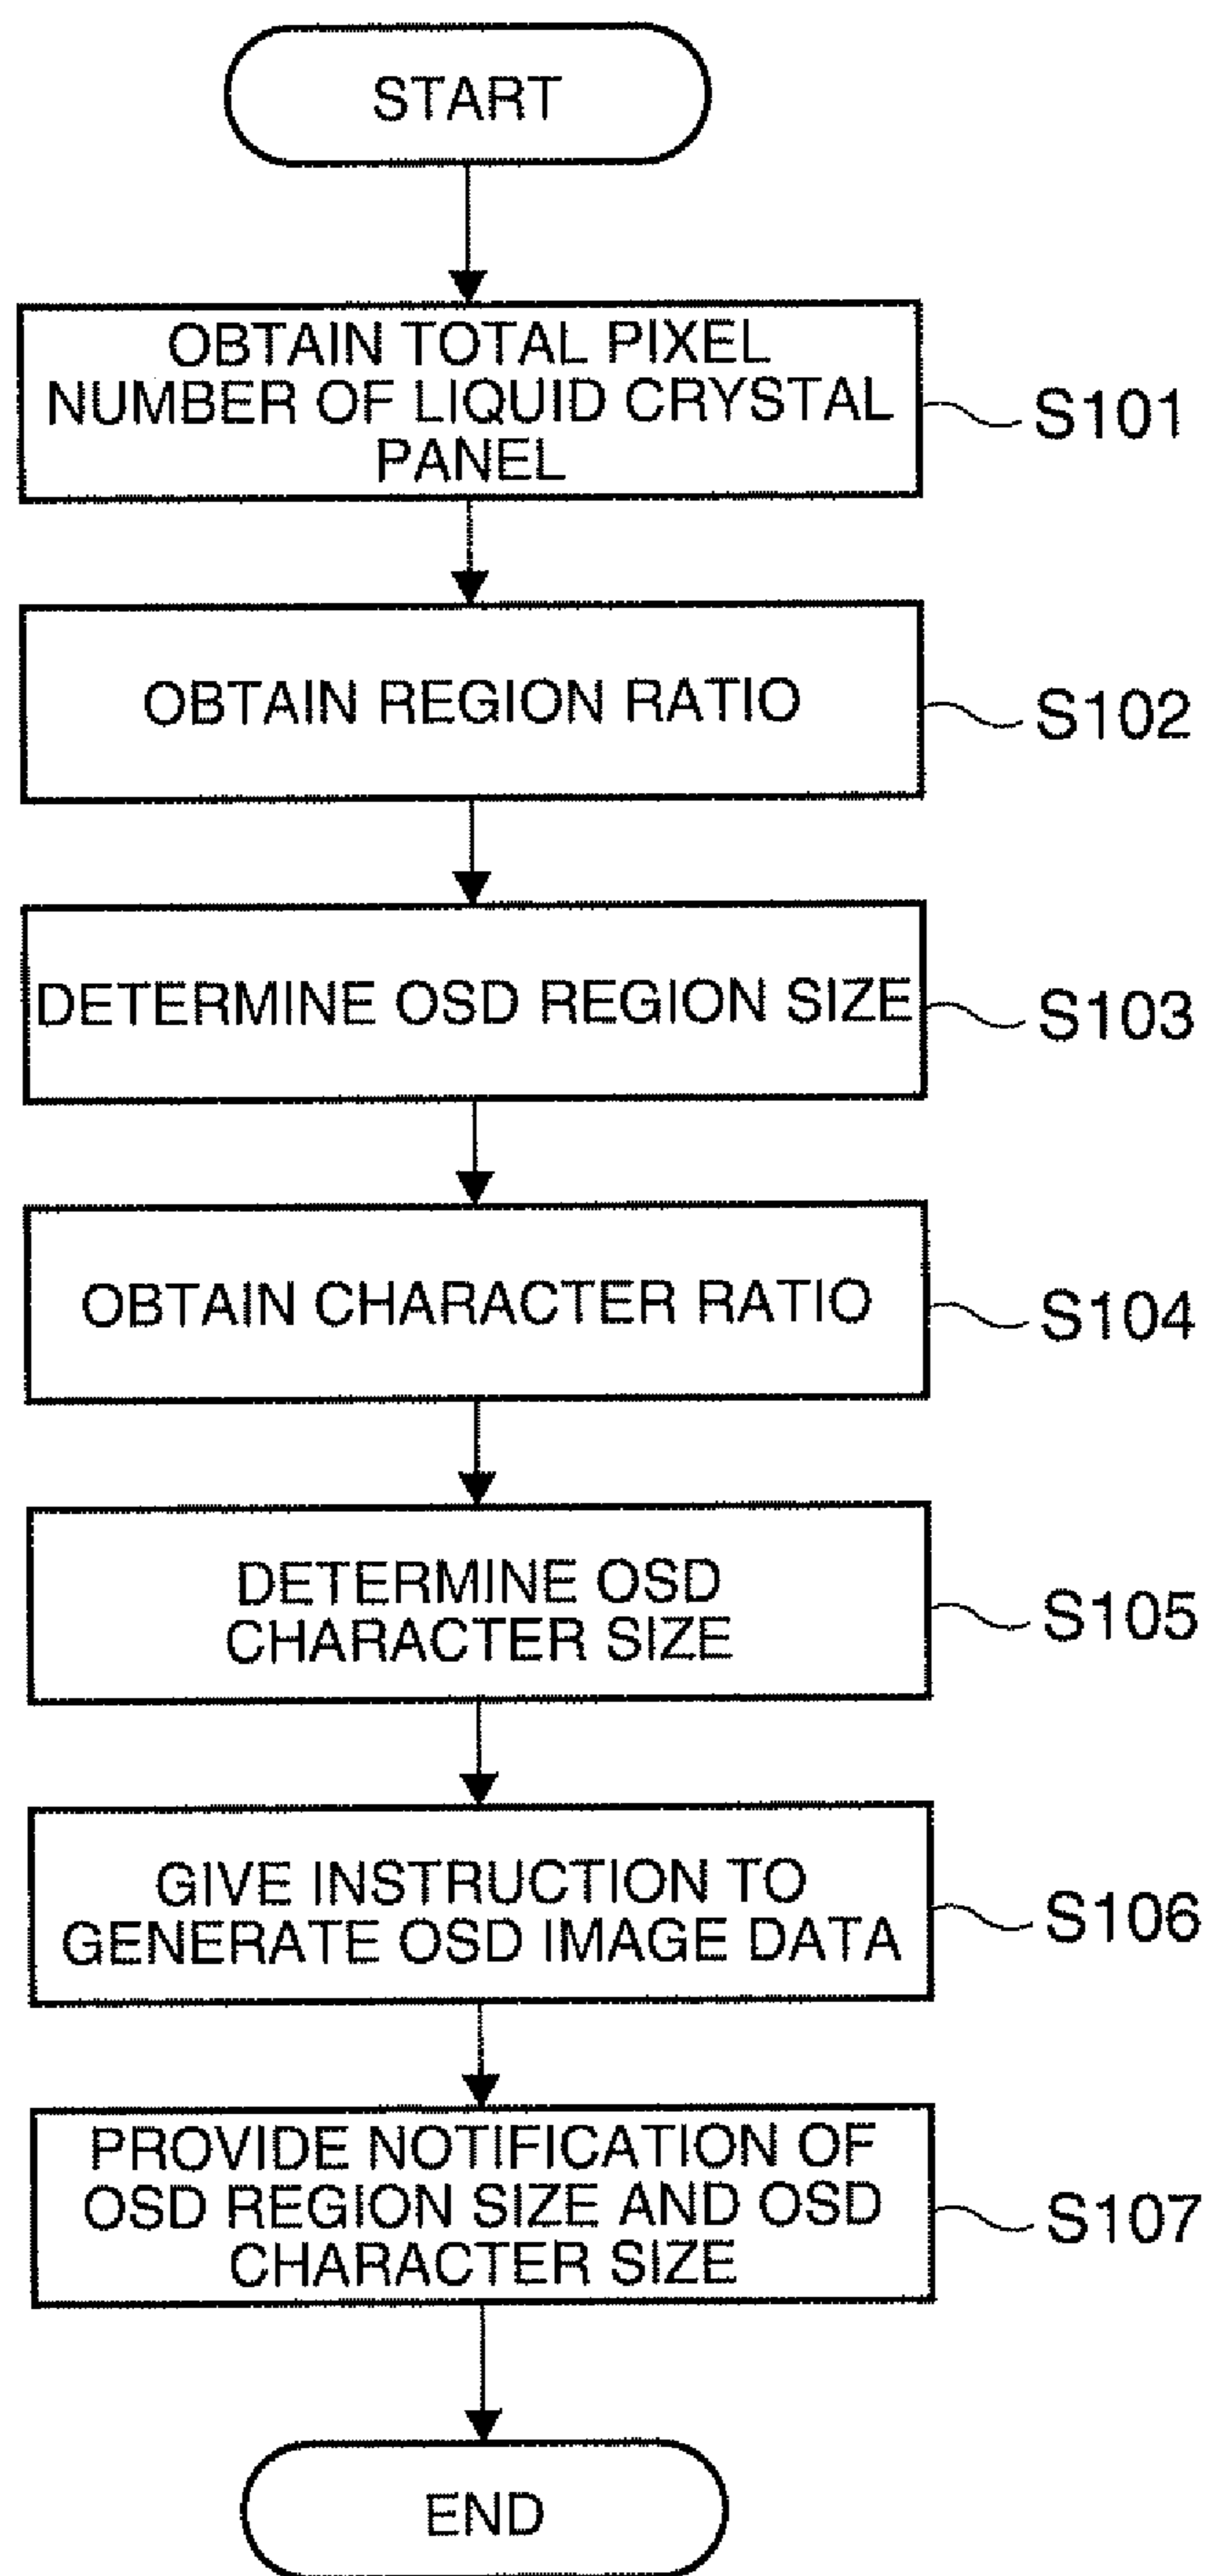 START
OBTAIN TOTAL PIXEL
NUMBER OF LIQUID CRYSTAL
PANEL
S101
OBTAIN REGION RATIO
S102
DETERMINE OSD REGION SIZE
S103
OBTAIN CHARACTER RATIO
S104
DETERMINE OSD
CHARACTER SIZE
S105
GIVE INSTRUCTION TO
GENERATE OSD IMAGE DATA
S106
PROVIDE NOTIFICATION OF
OSD REGION SIZE AND OSD
CHARACTER SIZE
S107
END